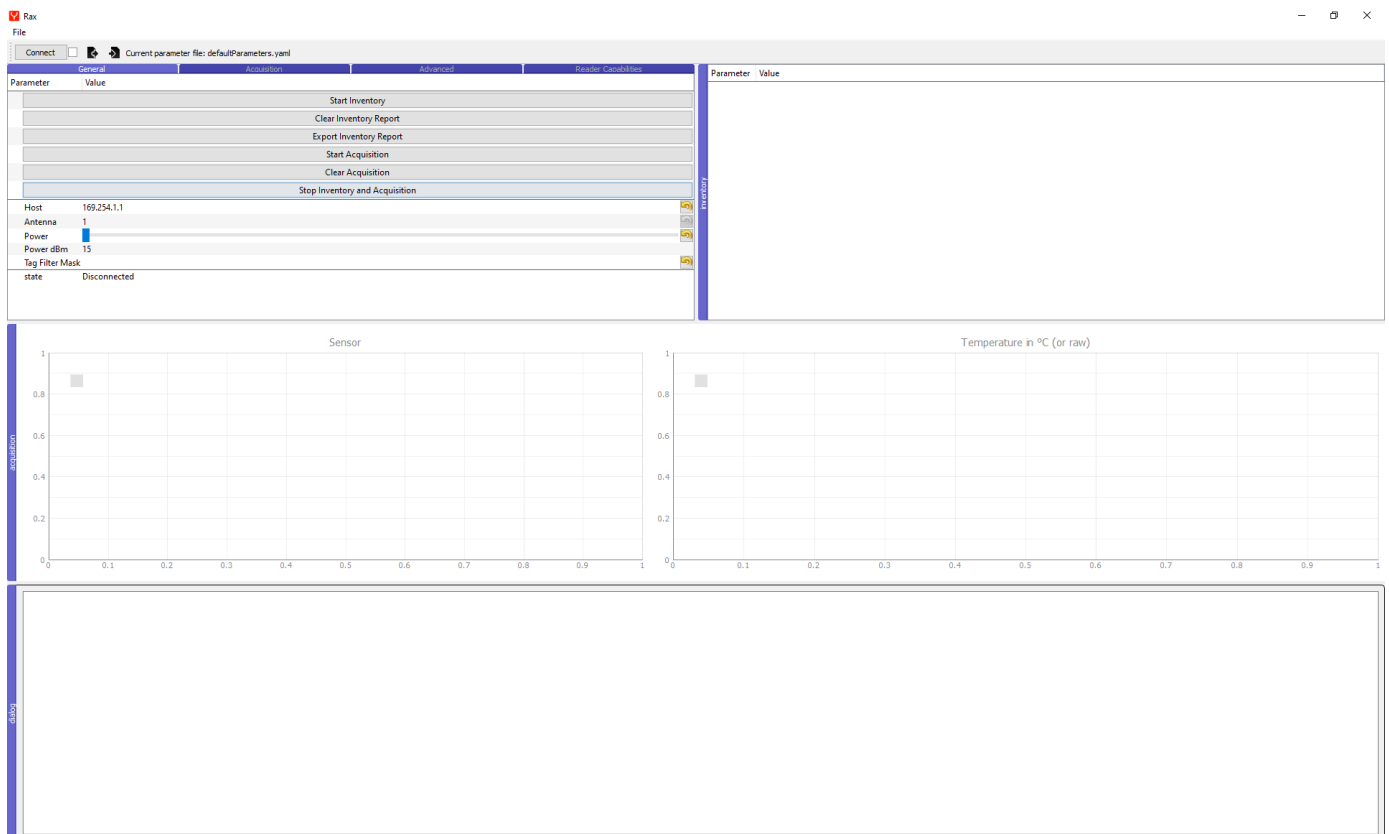 Rax
File
Connect Current parameter file: defaultParameters.yaml
General Acquisition Advanced Reader Capabilities
Parameter Value
Start Inventory
Clear Inventory Report
Export Inventory Report
Start Acquisition
Clear Acquisition
Stop Inventory and Acquisition
Host 169.254.1.1
Antenna 1
Power
Power dBm 15
Tag Filter Mask
state Disconnected
inventory
Parameter Value
acquisition
Sensor
1
0.8
0.6
0.4
0.2
0
0 0.1 0.2 0.3 0.4 0.5 0.6 0.7 0.8 0.9 1
Temperature in °C (or raw)
1
0.8
0.6
0.4
0.2
0
0 0.1 0.2 0.3 0.4 0.5 0.6 0.7 0.8 0.9 1
dialog